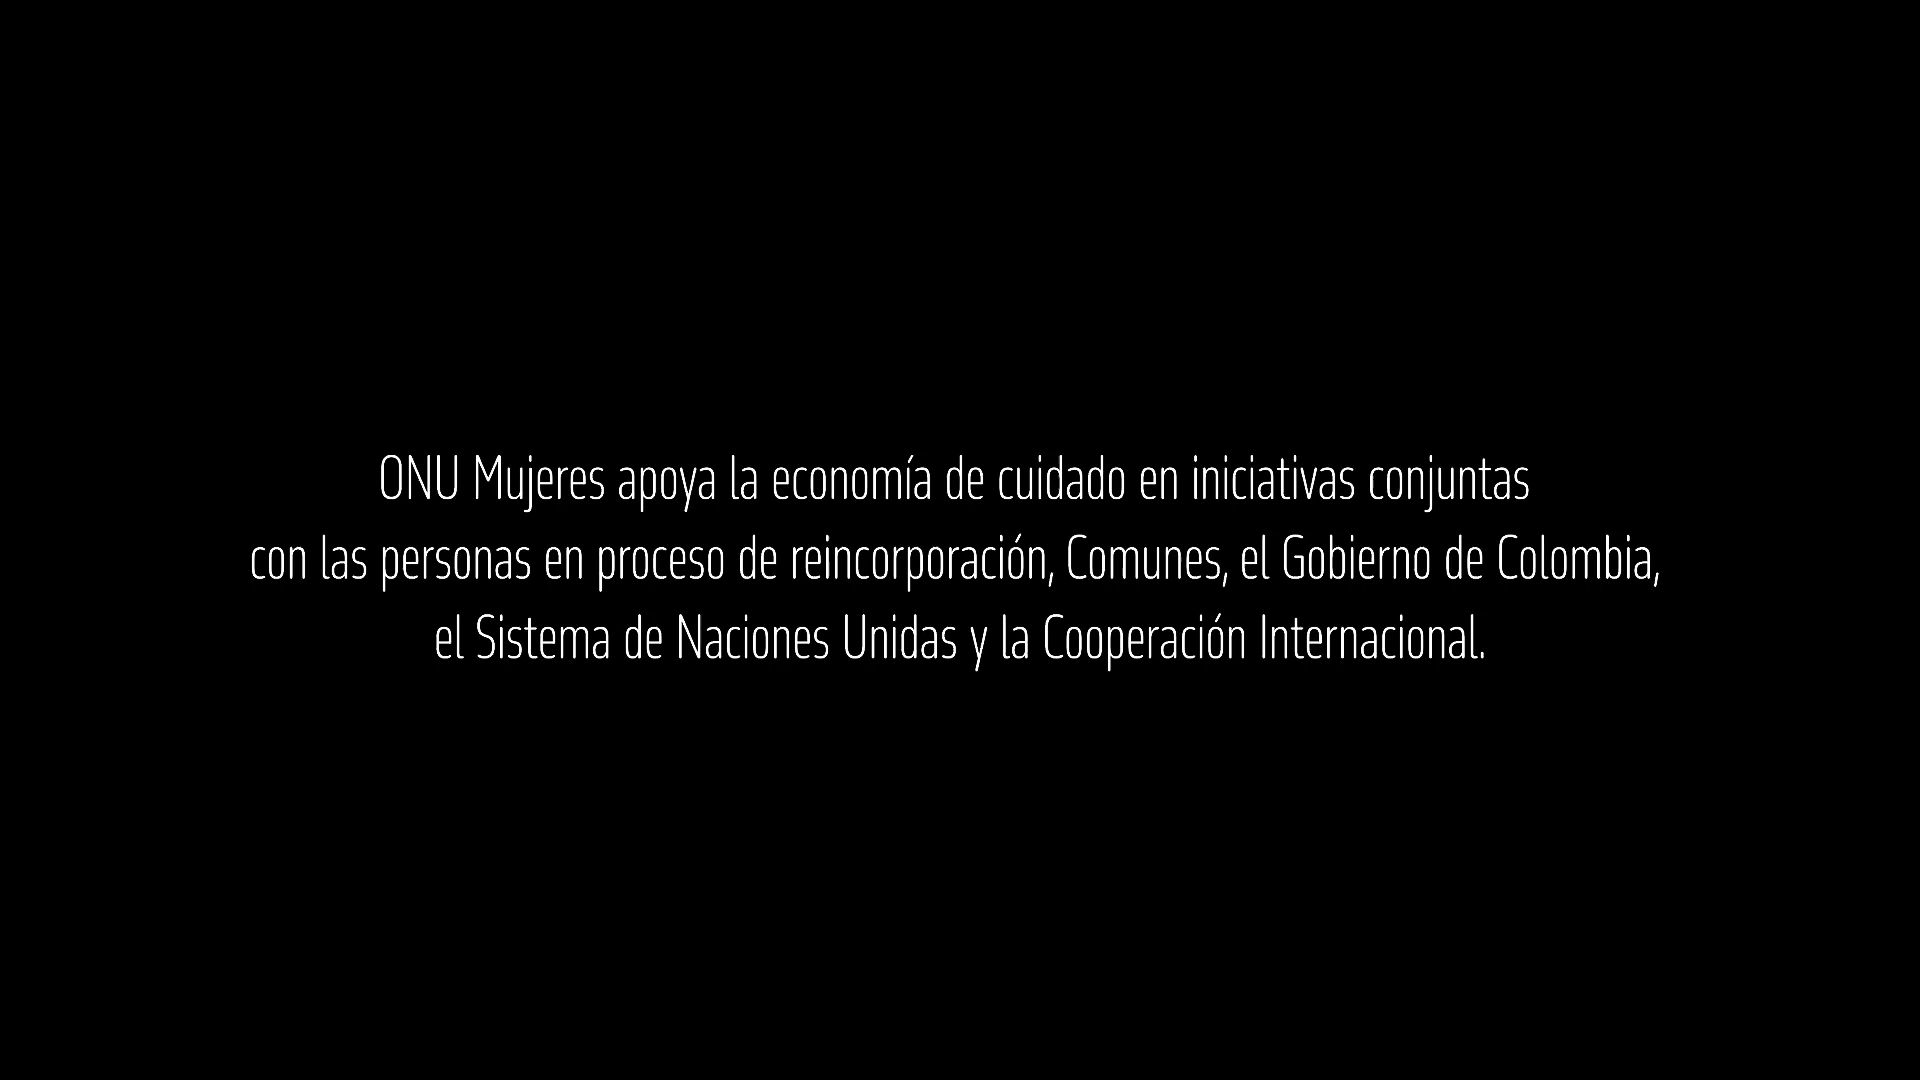 ONU Mujeres apoya la economía de cuidado en iniciativas conjuntas
con las personas en proceso de reincorporación, Comunes, el Gobierno de Colombia,
el Sistema de Naciones Unidas y la Cooperación Internacional.